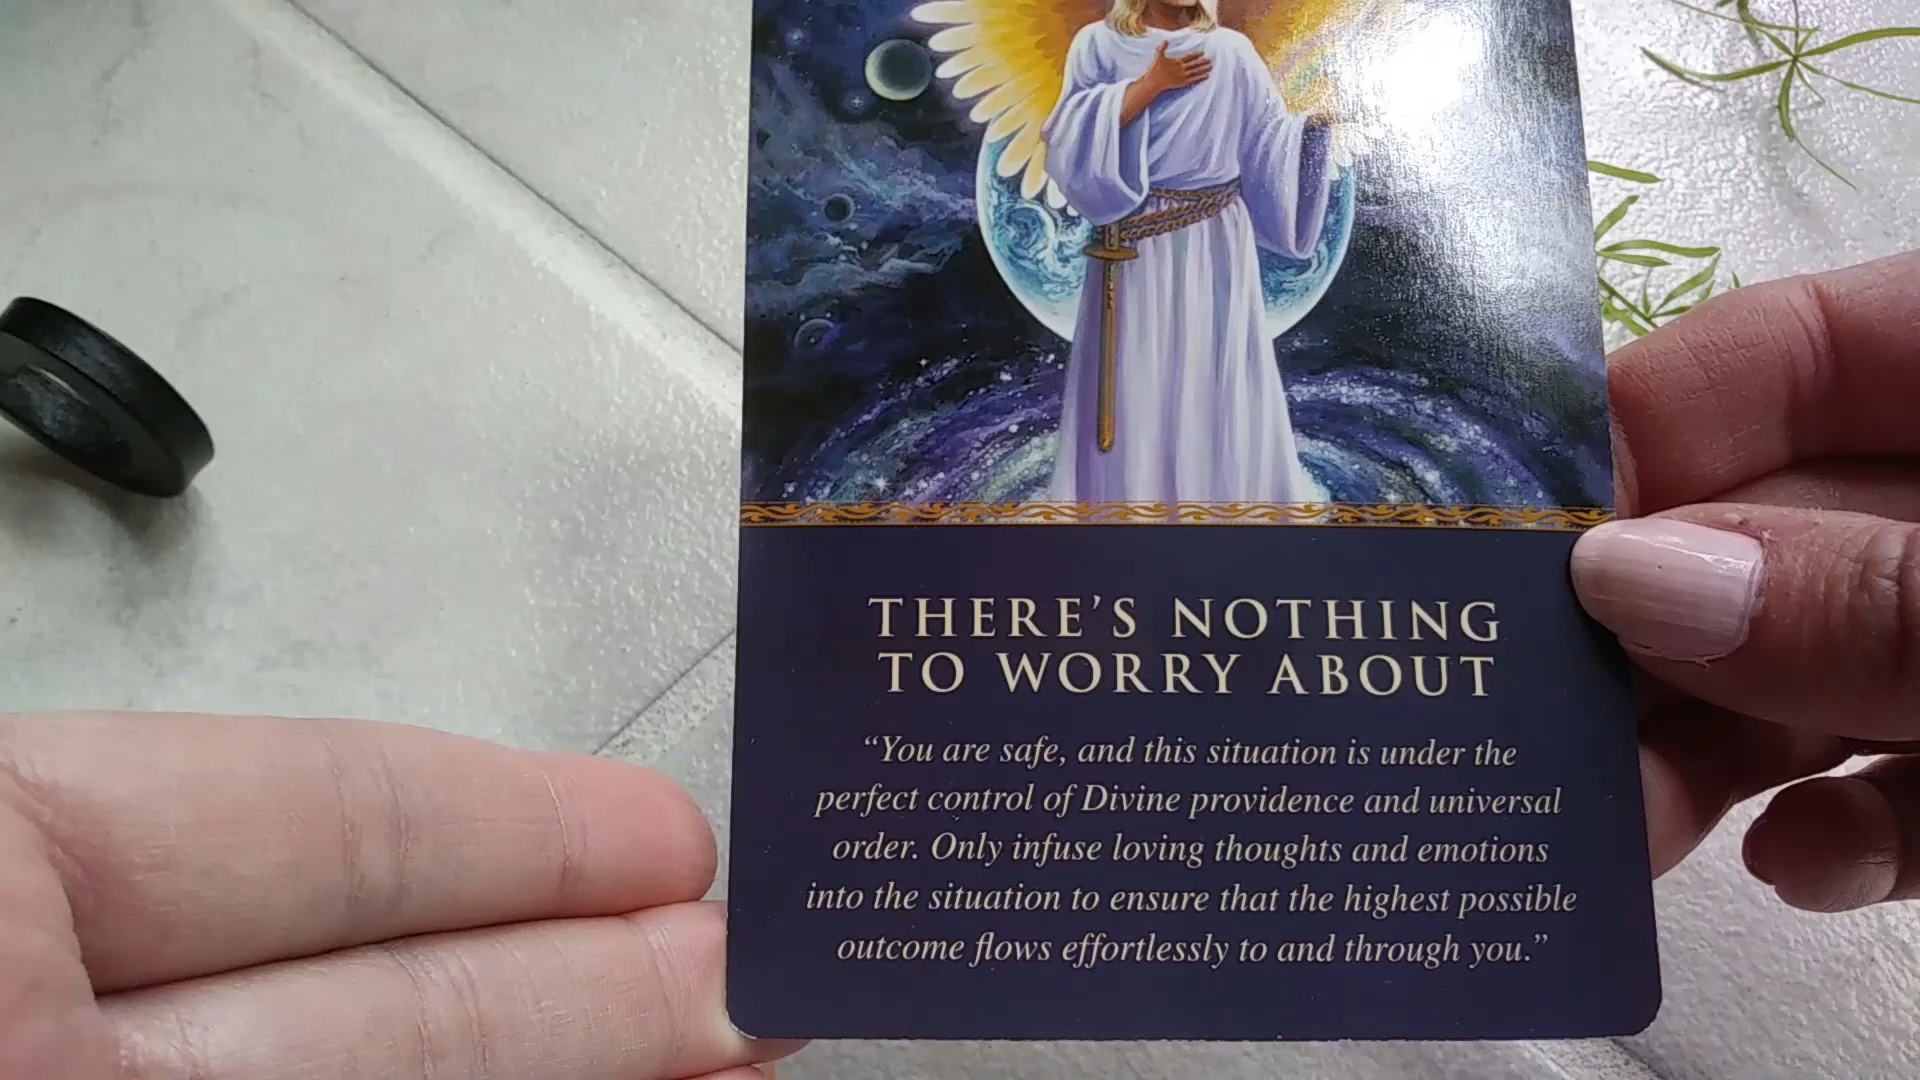 THERE’S NOTHING
TO WORRY ABOUT
“You are safe, and this situation is under the
perfect control of Divine providence and universal
order. Only infuse loving thoughts and emotions
into the situation to ensure that the highest possible
outcome flows effortlessly to and through you.”